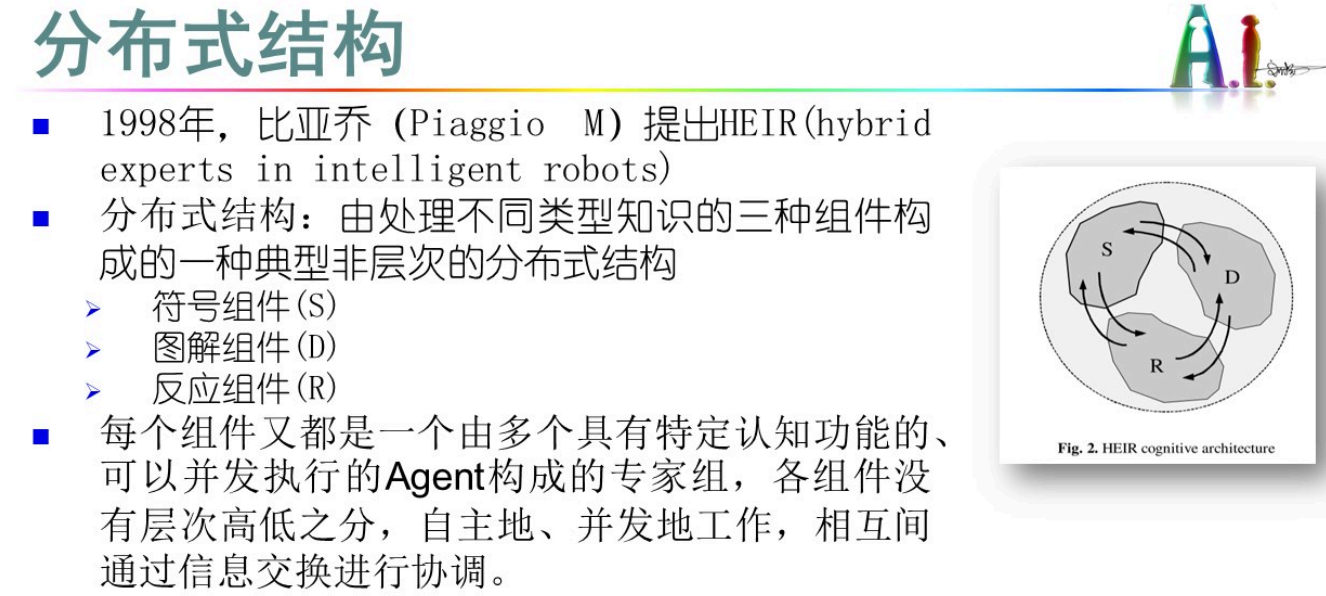 分布式结构
A.I.
1998年，比亚乔（Piaggio M）提出HEIR(hybrid
experts in intelligent robots)
分布式结构：由处理不同类型知识的三种组件构
成的一种典型非层次的分布式结构
符号组件(S)
图解组件(D)
反应组件(R)
每个组件又都是一个由多个具有特定认知功能的、
可以并发执行的Agent构成的专家组，各组件没
有层次高低之分，自主地、并发地工作，相互间
通过信息交换进行协调。
S
D
R
Fig. 2. HEIR cognitive architecture